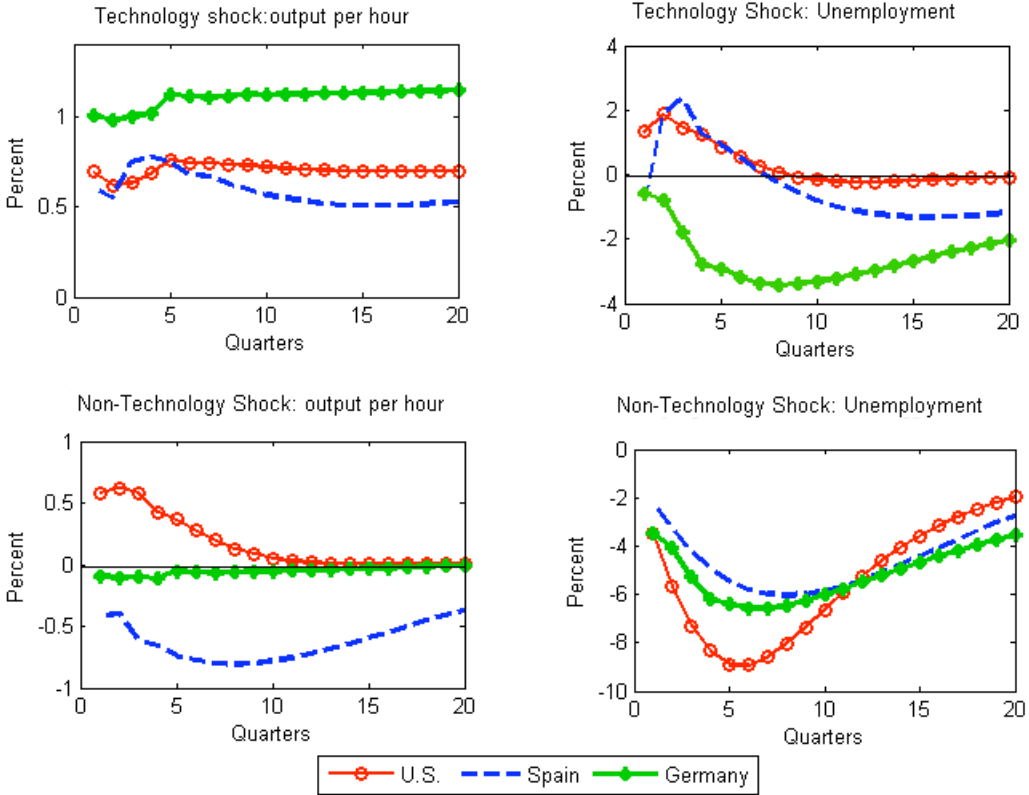 Technology shock:output per hour
Percent
1
0.5
0
0 5 10 15 20
Quarters
Technology Shock: Unemployment
Percent
4
2
0
-2
-4
0 5 10 15 20
Quarters
Non-Technology Shock: output per hour
Percent
1
0.5
0
-0.5
-1
0 5 10 15 20
Quarters
Non-Technology Shock: Unemployment
Percent
0
-2
-4
-6
-8
-10
0 5 10 15 20
Quarters
U.S. Spain Germany